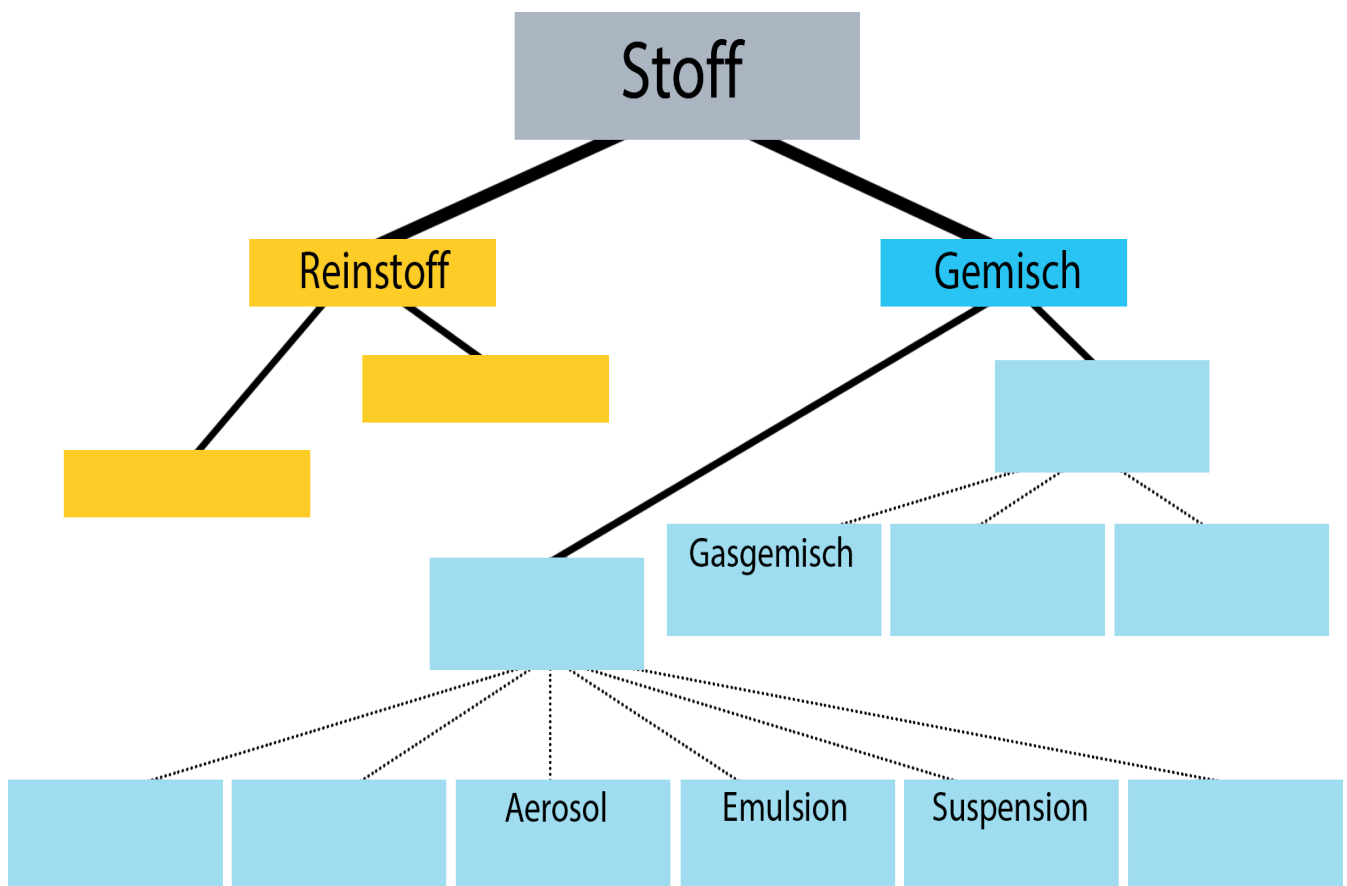 Stoff
Reinstoff
Gemisch
Gasgemisch
Aerosol
Emulsion
Suspension